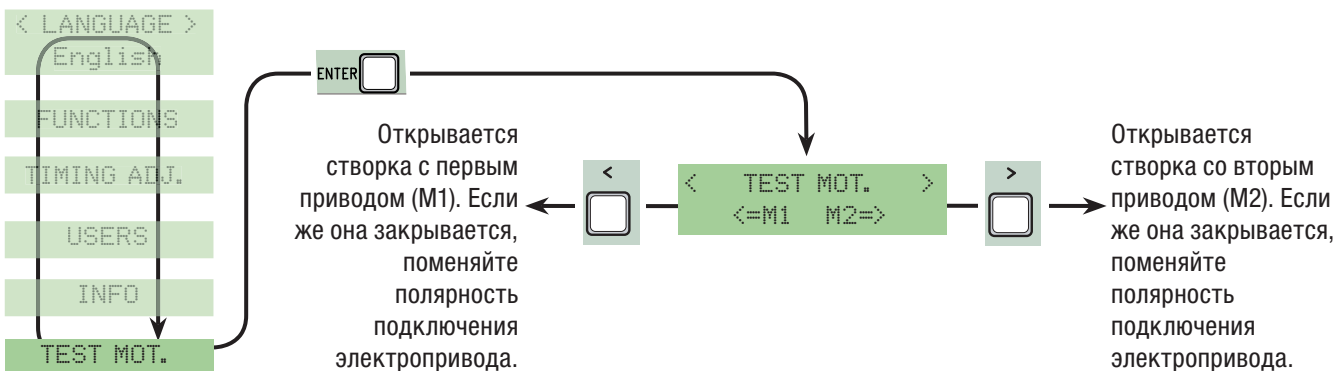 < LANGUAGE >
English
FUNCTIONS
TIMING ADJ.
USERS
INFO
TEST MOT.
ENTER
Открывается
створка с первым
приводом (М1). Если
же она закрывается,
поменяйте
полярность
подключения
электропривода.
<
< TEST MOT. >
<=M1 M2=>
>
Открывается
створка со вторым
приводом (М2). Если
же она закрывается,
поменяйте
полярность
подключения
электропривода.